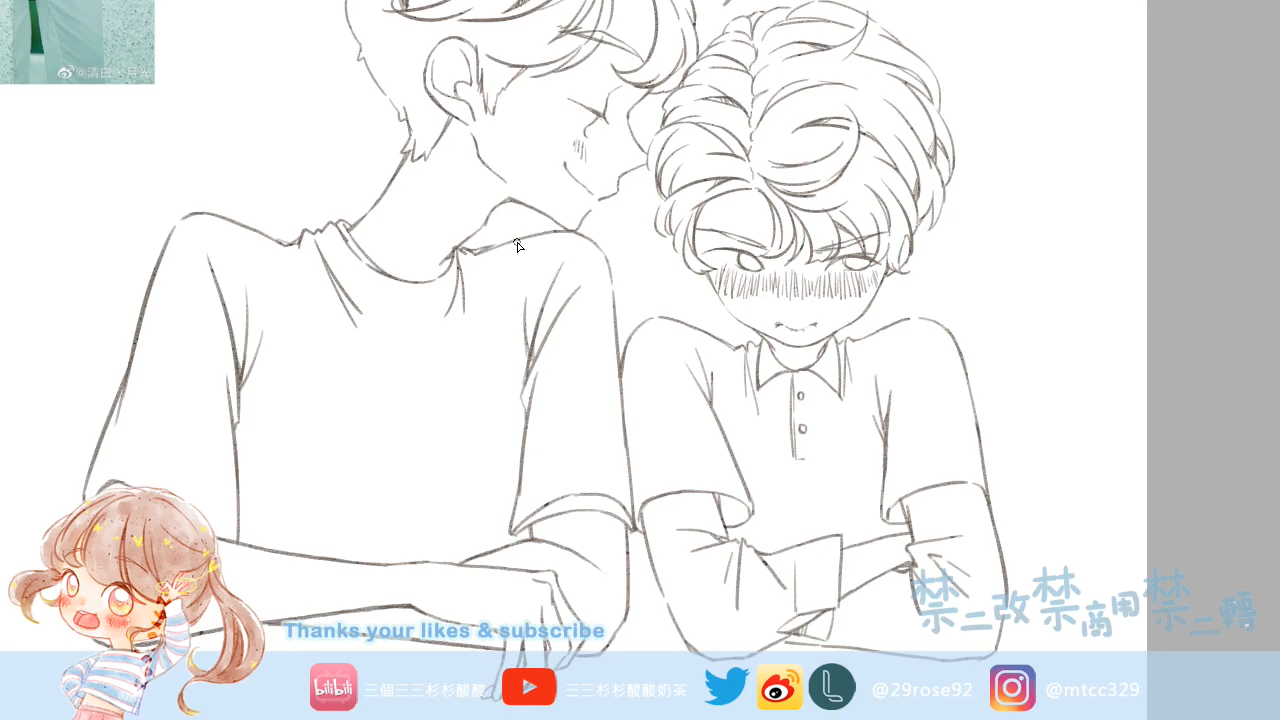 @清白卜月光
禁二改禁商用禁二轉
Thanks your likes & subscribe
bilibili 三個三三杉杉酸酸 三三杉杉酸酸奶茶 @29rose92 @mtcc329